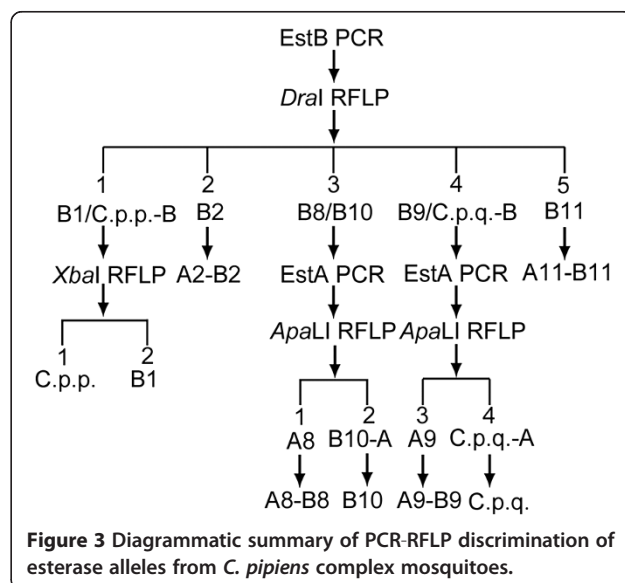 EstB PCR
DraI RFLP
1 2 3 4 5
B1/C.p.p.-B B2 B8/B10 B9/C.p.q.-B B11
XbaI RFLP A2-B2 EstA PCR EstA PCR A11-B11
ApaLI RFLP ApaLI RFLP
1 2
C.p.p. B1
1 2 3 4
A8 B10-A A9 C.p.q.-A
A8-B8 B10 A9-B9 C.p.q.
Figure 3 Diagrammatic summary of PCR-RFLP discrimination of
esterase alleles from C. pipiens complex mosquitoes.